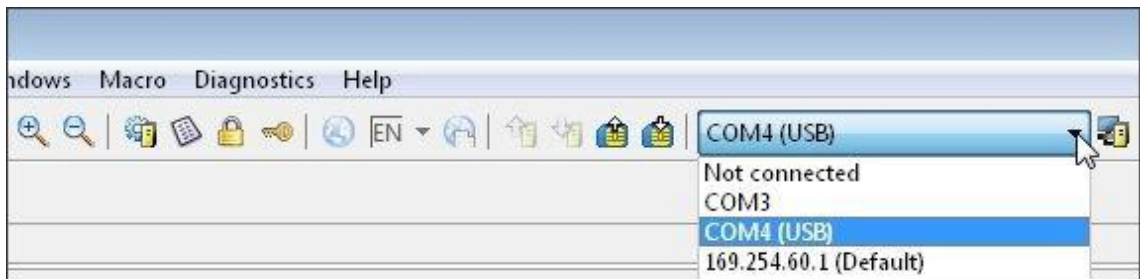 ndows Macro Diagnostics Help
EN COM4 (USB)
Not connected
COM3
COM4 (USB)
169.254.60.1 (Default)